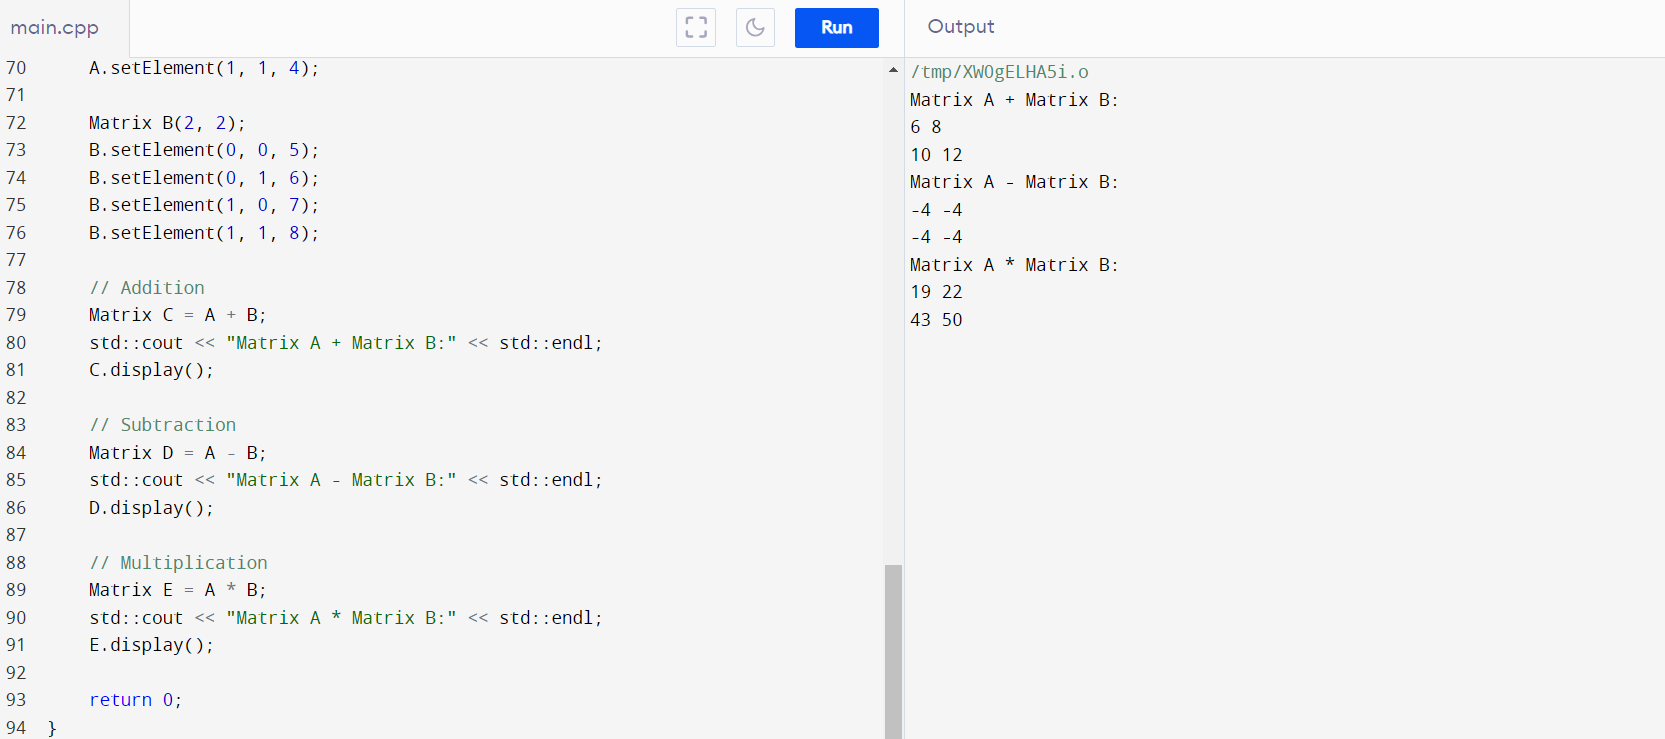 main.cpp
Run
Output
70 A.setElement(1, 1, 4);
71
72 Matrix B(2, 2);
73 B.setElement(0, 0, 5);
74 B.setElement(0, 1, 6);
75 B.setElement(1, 0, 7);
76 B.setElement(1, 1, 8);
77
78 // Addition
79 Matrix C = A + B;
80 std::cout << "Matrix A + Matrix B:" << std::endl;
81 C.display();
82
83 // Subtraction
84 Matrix D = A - B;
85 std::cout << "Matrix A - Matrix B:" << std::endl;
86 D.display();
87
88 // Multiplication
89 Matrix E = A * B;
90 std::cout << "Matrix A * Matrix B:" << std::endl;
91 E.display();
92
93 return 0;
94 }
/tmp/XWOgELHA5i.o
Matrix A + Matrix B:
6 8
10 12
Matrix A - Matrix B:
-4 -4
-4 -4
Matrix A * Matrix B:
19 22
43 50